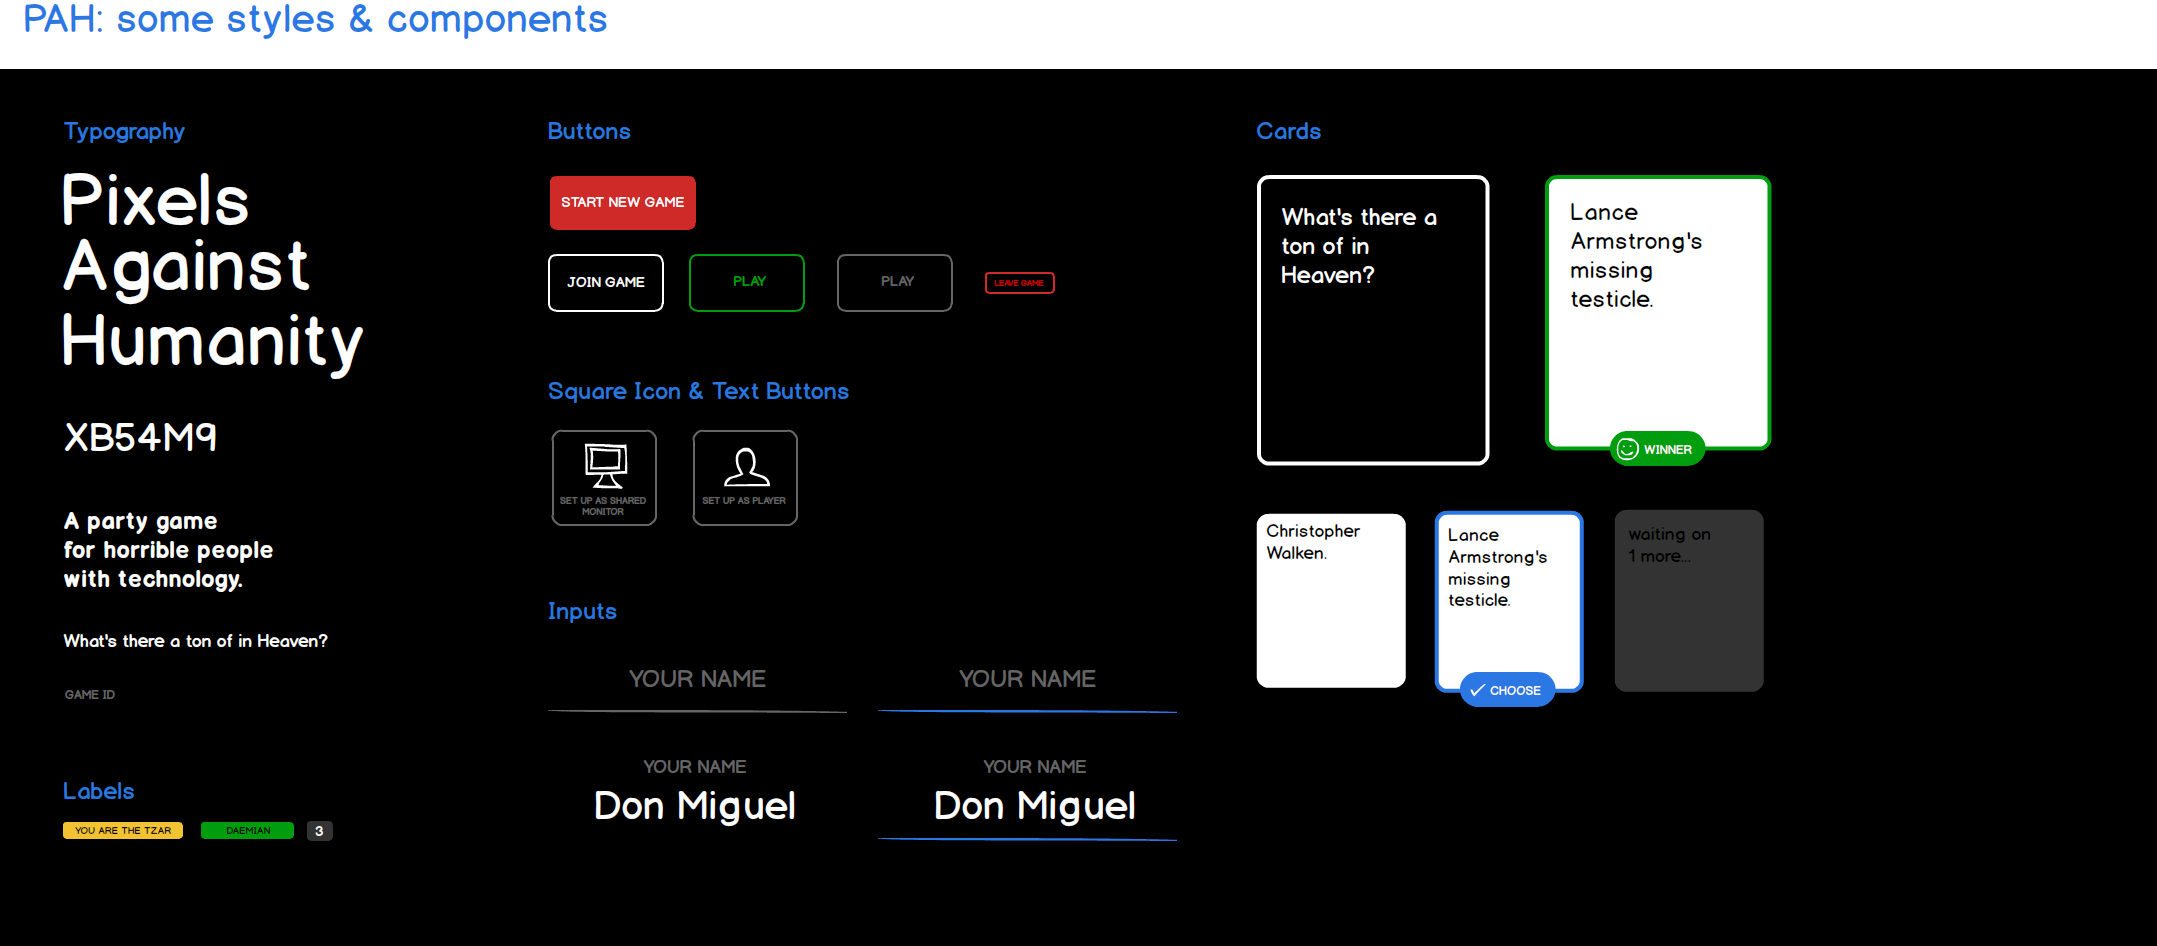 PAH: some styles & components
Typography
Pixels
Against
Humanity
XB54M9
A party game
for horrible people
with technology.
What's there a ton of in Heaven?
GAME ID
Labels
YOU ARE THE TZAR
DAEMIAN
3
Buttons
START NEW GAME
JOIN GAME
PLAY
PLAY
LEAVE GAME
Square Icon & Text Buttons
SET UP AS SHARED
MONITOR
SET UP AS PLAYER
Inputs
YOUR NAME
YOUR NAME
YOUR NAME
Don Miguel
YOUR NAME
Don Miguel
Cards
What's there a
ton of in
Heaven?
Lance
Armstrong's
missing
testicle.
WINNER
Christopher
Walken.
Lance
Armstrong's
missing
testicle.
CHOOSE
waiting on
1 more...